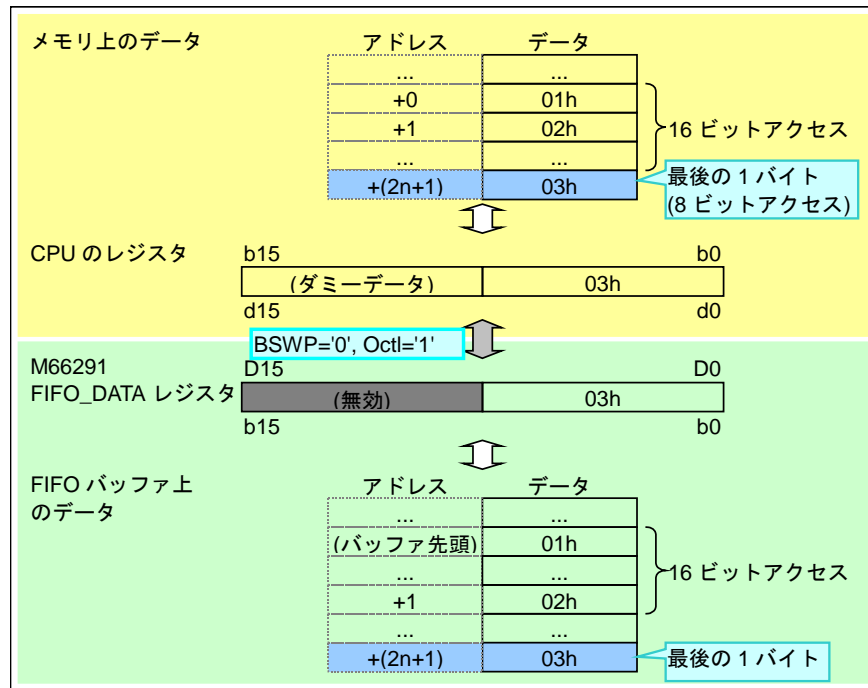 メモリ上のデータ
アドレス データ
... ...
+0 01h
+1 02h
16 ビットアクセス
... ...
+(2n+1) 03h
最後の 1 バイト
(8 ビットアクセス)
CPU のレジスタ
b15 b0
(ダミーデータ) 03h
d15 d0
BSWP='0', Octl='1'
M66291
FIFO_DATA レジスタ
D15 D0
(無効) 03h
b15 b0
FIFO バッファ上
のデータ
アドレス データ
... ...
(バッファ先頭) 01h
... ...
16 ビットアクセス
+1 02h
... ...
+(2n+1) 03h
最後の 1 バイト